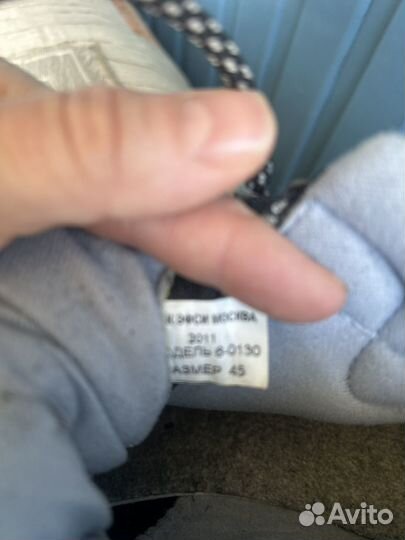 ЭФСИ МОСКВА
2011
ДЕЛЬ 6-0130
АЗМЕР 45
Avito